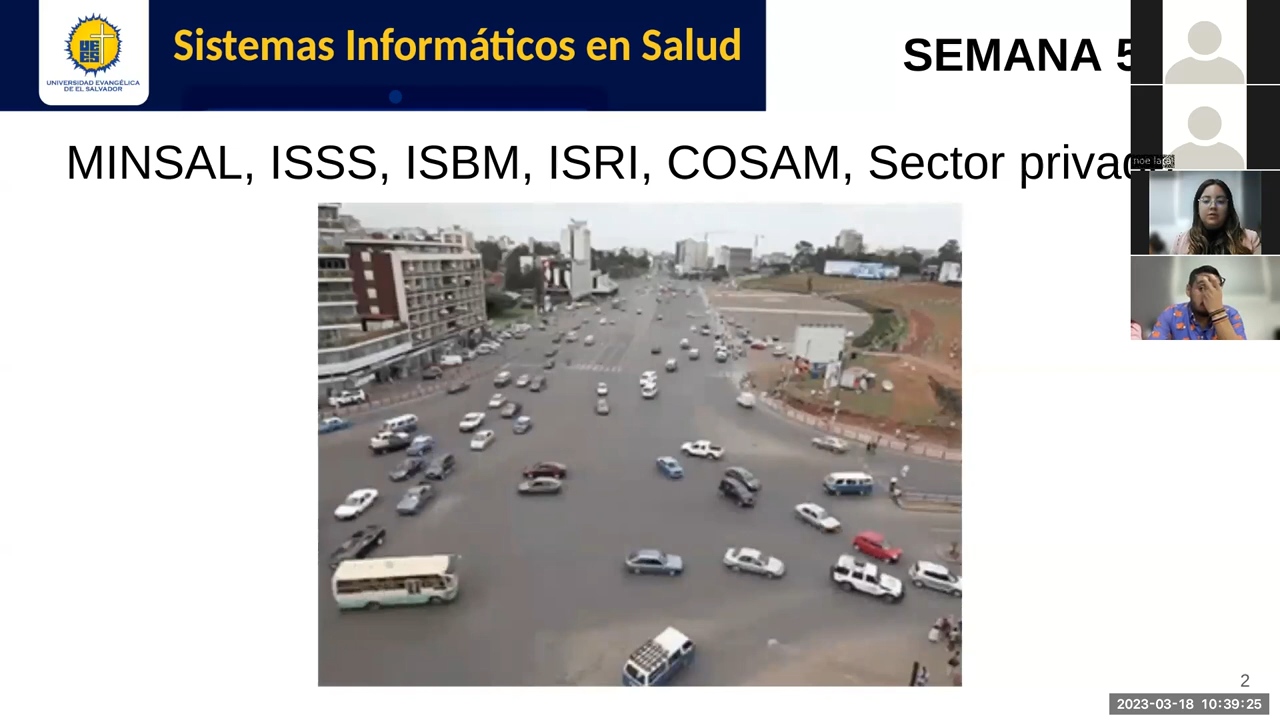 Sistemas Informáticos en Salud
SEMANA 5
UNIVERSIDAD EVANGÉLICA
DE EL SALVADOR
MINSAL, ISSS, ISBM, ISRI, COSAM, Sector privado
2
2023-03-18 10:39:25